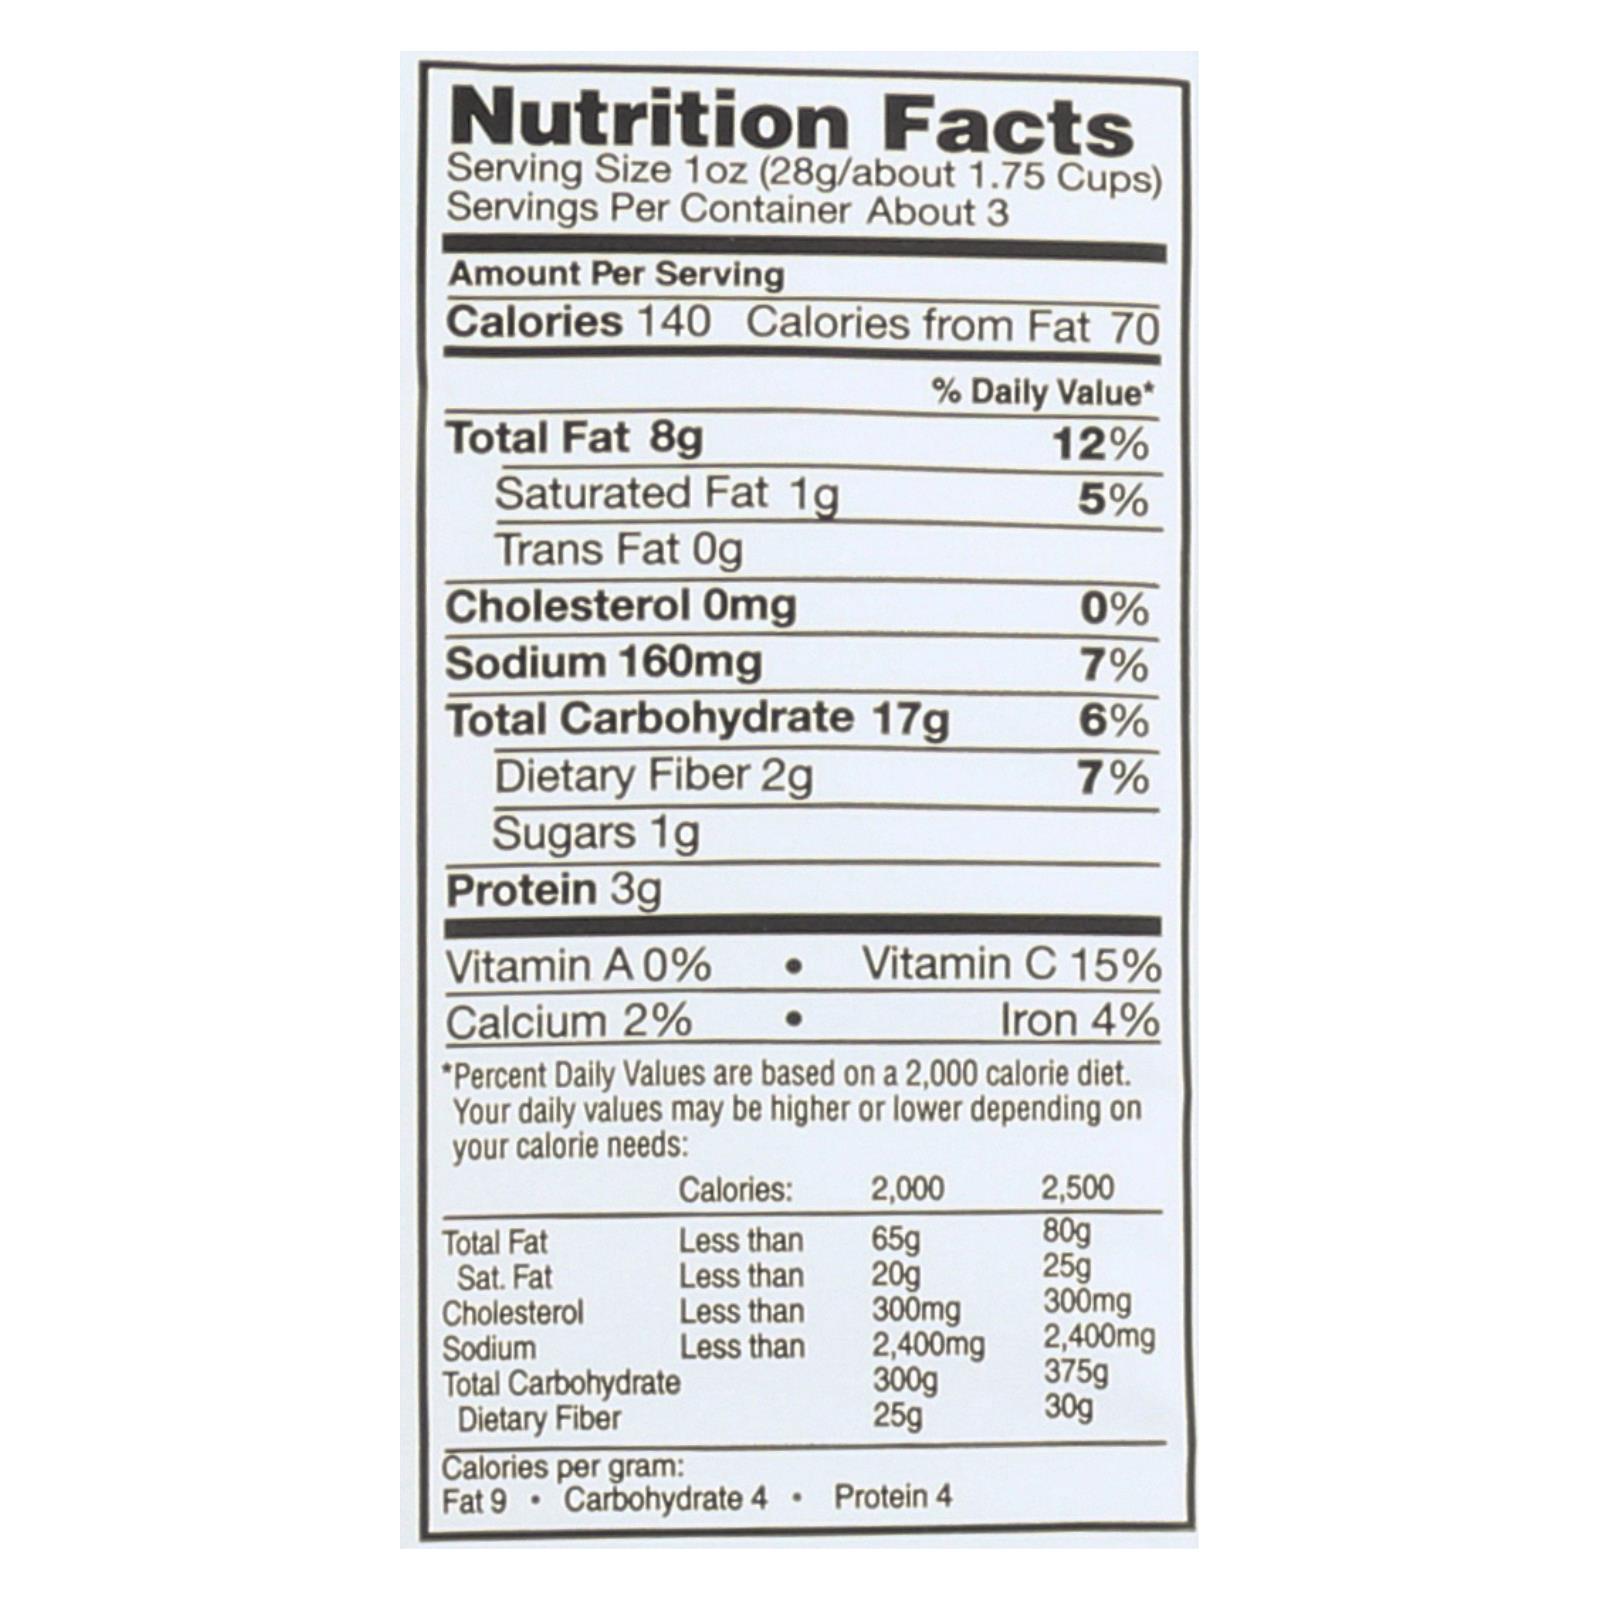 Nutrition Facts
Serving Size 1oz (28g/about 1.75 Cups)
Servings Per Container About 3
Amount Per Serving
Calories 140 Calories from Fat 70
% Daily Value*
Total Fat 8g 12%
Saturated Fat 1g 5%
Trans Fat 0g
Cholesterol 0mg 0%
Sodium 160mg 7%
Total Carbohydrate 17g 6%
Dietary Fiber 2g 7%
Sugars 1g
Protein 3g
Vitamin A 0% • Vitamin C 15%
Calcium 2% • Iron 4%
*Percent Daily Values are based on a 2,000 calorie diet.
Your daily values may be higher or lower depending on
your calorie needs:
Calories: 2,000 2,500
Total Fat Less than 65g 80g
Sat. Fat Less than 20g 25g
Cholesterol Less than 300mg 300mg
Sodium Less than 2,400mg 2,400mg
Total Carbohydrate 300g 375g
Dietary Fiber 25g 30g
Calories per gram:
Fat 9 • Carbohydrate 4 • Protein 4